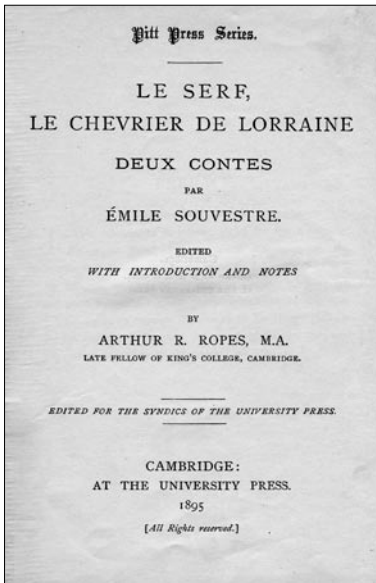 Pitt Press Series.
LE SERF,
LE CHEVRIER DE LORRAINE
DEUX CONTES
PAR
ÉMILE SOUVESTRE.
EDITED
WITH INTRODUCTION AND NOTES
BY
ARTHUR R. ROPES, M.A.
LATE FELLOW OF KING'S COLLEGE, CAMBRIDGE.
EDITED FOR THE SYNDICS OF THE UNIVERSITY PRESS.
CAMBRIDGE:
AT THE UNIVERSITY PRESS.
1895
[All Rights reserved.]